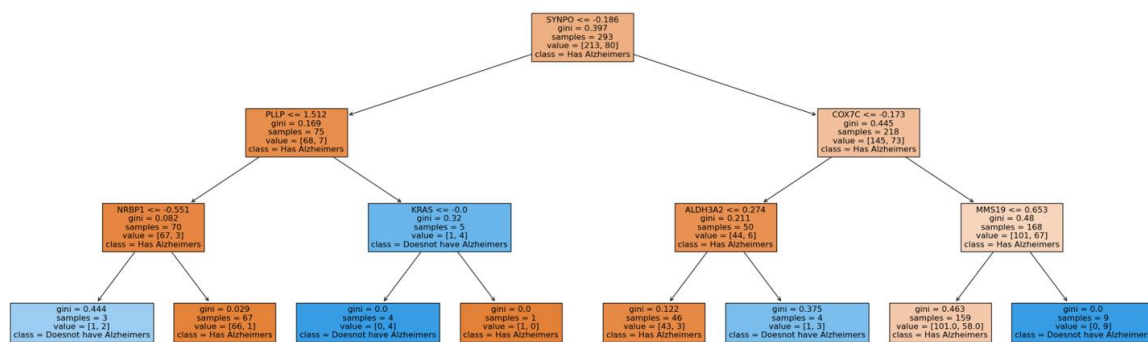 SYNPO <= -0.186
gini = 0.397
samples = 293
value = [213, 80]
class = Has Alzheimers
PLLP <= 1.512
gini = 0.169
samples = 75
value = [68, 7]
class = Has Alzheimers
COX7C <= -0.173
gini = 0.445
samples = 218
value = [145, 73]
class = Has Alzheimers
NRBP1 <= -0.551
gini = 0.082
samples = 70
value = [67, 3]
class = Has Alzheimers
KRAS <= -0.0
gini = 0.32
samples = 5
value = [1, 4]
class = Doesnot have Alzheimers
ALDH3A2 <= 0.274
gini = 0.211
samples = 50
value = [44, 6]
class = Has Alzheimers
MMS19 <= 0.653
gini = 0.48
samples = 168
value = [101, 67]
class = Has Alzheimers
gini = 0.444
samples = 3
value = [1, 2]
class = Doesnot have Alzheimers
gini = 0.029
samples = 67
value = [66, 1]
class = Has Alzheimers
gini = 0.0
samples = 4
value = [0, 4]
class = Doesnot have Alzheimers
gini = 0.0
samples = 1
value = [1, 0]
class = Has Alzheimers
gini = 0.122
samples = 46
value = [43, 3]
class = Has Alzheimers
gini = 0.375
samples = 4
value = [1, 3]
class = Doesnot have Alzheimers
gini = 0.463
samples = 159
value = [101.0, 58.0]
class = Has Alzheimers
gini = 0.0
samples = 9
value = [0, 9]
class = Doesnot have Alzheimers